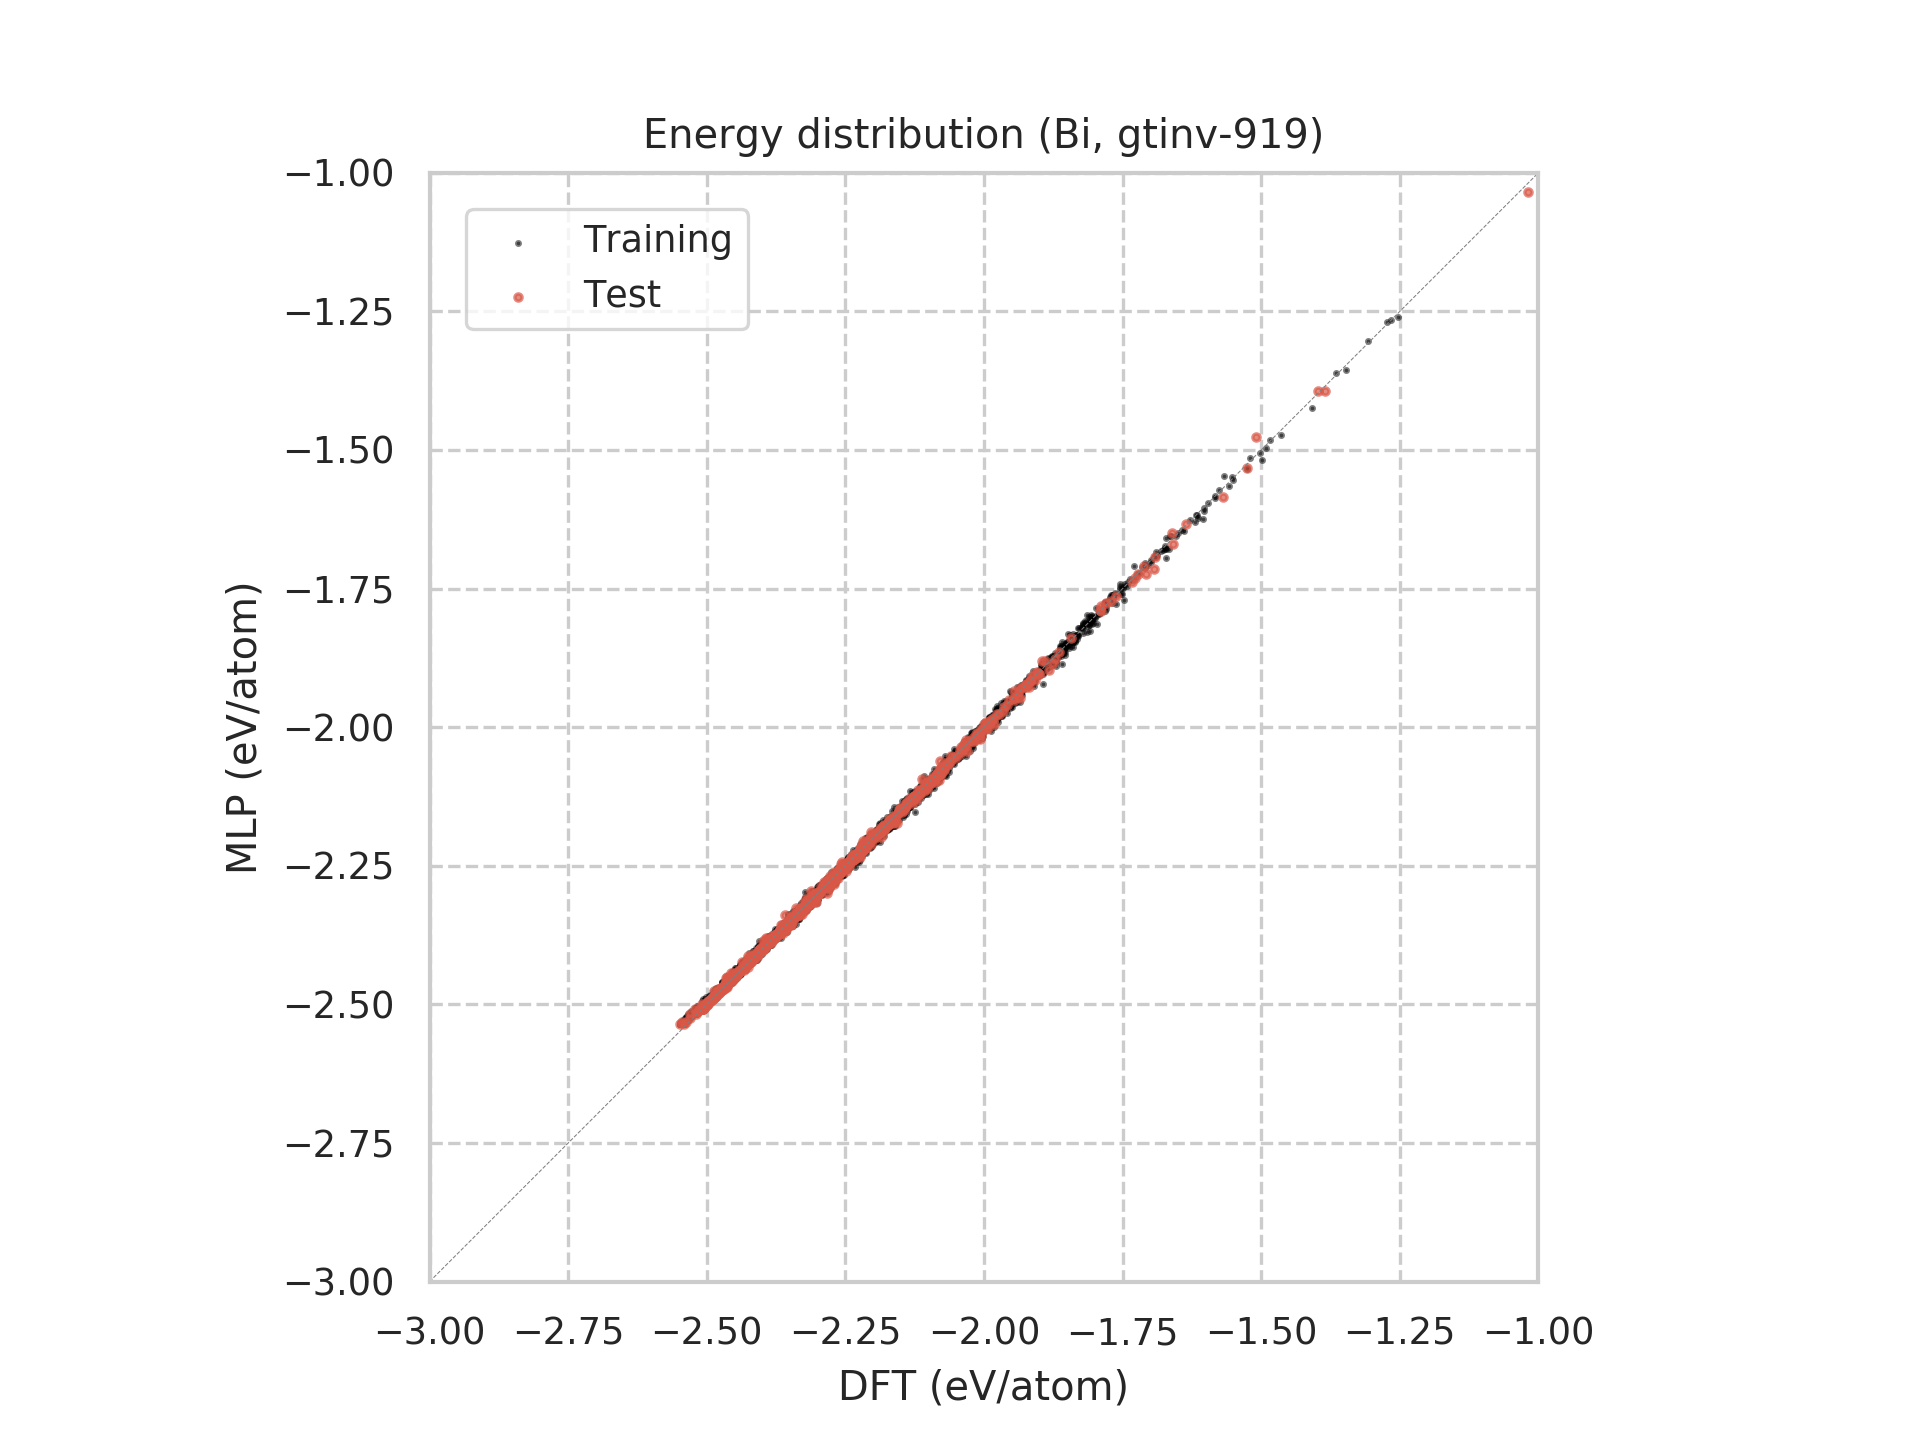 Energy distribution (Bi, gtinv-919)
Training
Test
MLP (eV/atom)
−1.00
−1.25
−1.50
−1.75
−2.00
−2.25
−2.50
−2.75
−3.00
−3.00 −2.75 −2.50 −2.25 −2.00 −1.75 −1.50 −1.25 −1.00
DFT (eV/atom)